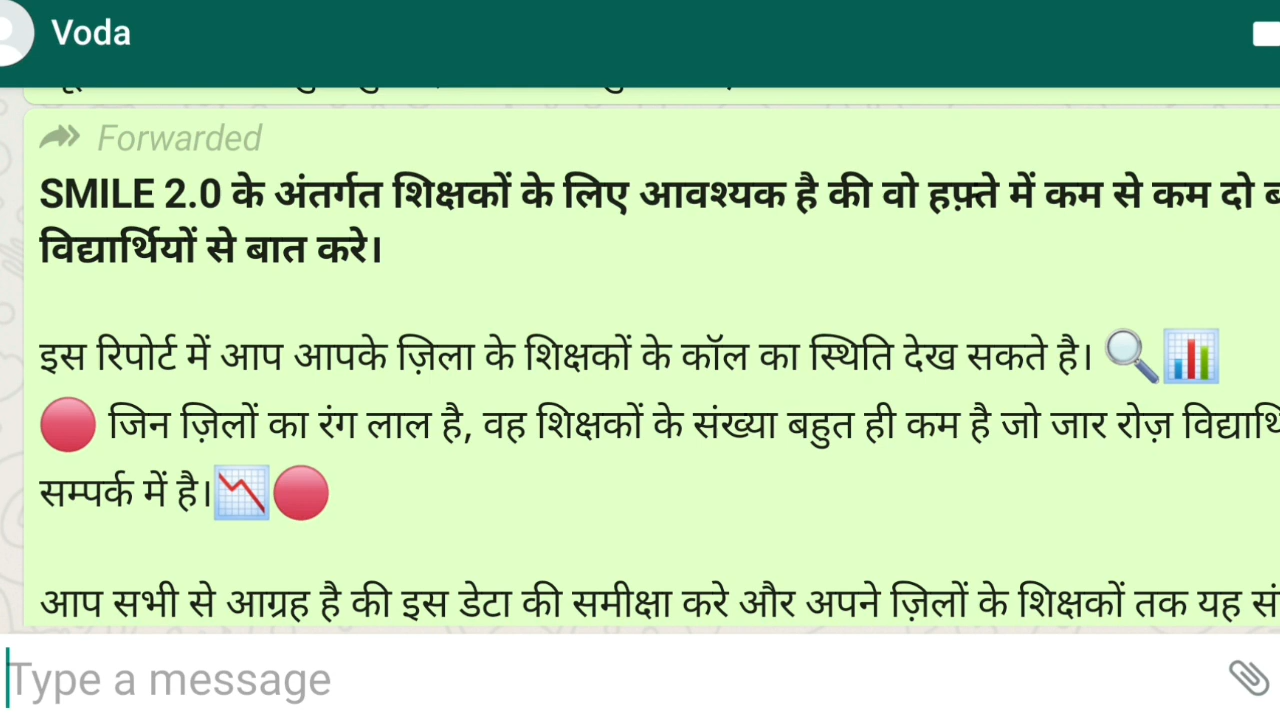 Voda
Forwarded
SMILE 2.0 के अंतर्गत शिक्षकों के लिए आवश्यक है की वो हफ़्ते में कम से कम दो
विद्यार्थियों से बात करे।
इस रिपोर्ट में आप आपके ज़िला के शिक्षकों के कॉल का स्थिति देख सकते है। 🔍📊
🔴 जिन ज़िलों का रंग लाल है, वह शिक्षकों के संख्या बहुत ही कम है जो जार रोज़
सम्पर्क में है।📉🔴
आप सभी से आग्रह है की इस डेटा की समीक्षा करे और अपने ज़िलों के शिक्षकों तक यह
Type a message